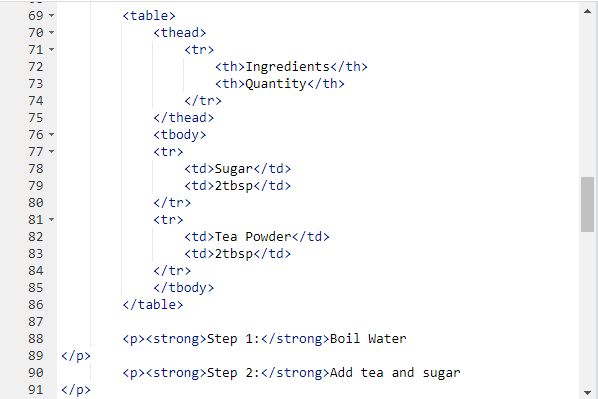 69 <table>
70 <thead>
71 <tr>
72 <th>Ingredients</th>
73 <th>Quantity</th>
74 </tr>
75 </thead>
76 <tbody>
77 <tr>
78 <td>Sugar</td>
79 <td>2tbsp</td>
80 </tr>
81 <tr>
82 <td>Tea Powder</td>
83 <td>2tbsp</td>
84 </tr>
85 </tbody>
86 </table>
87
88 <p><strong>Step 1:</strong>Boil Water
89 </p>
90 <p><strong>Step 2:</strong>Add tea and sugar
91 </p>